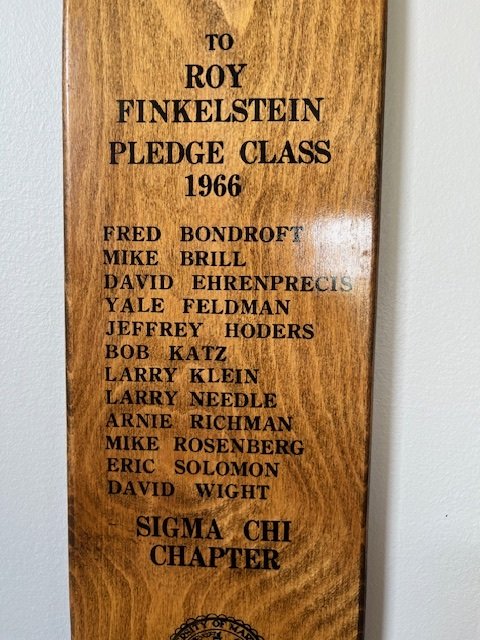 TO
ROY
FINKELSTEIN
PLEDGE CLASS
1966
FRED BONDROFT
MIKE BRILL
DAVID EHRENPRECIS
YALE FELDMAN
JEFFREY HODERS
BOB KATZ
LARRY KLEIN
LARRY NEEDLE
ARNIE RICHMAN
MIKE ROSENBERG
ERIC SOLOMON
DAVID WIGHT
SIGMA CHI
CHAPTER